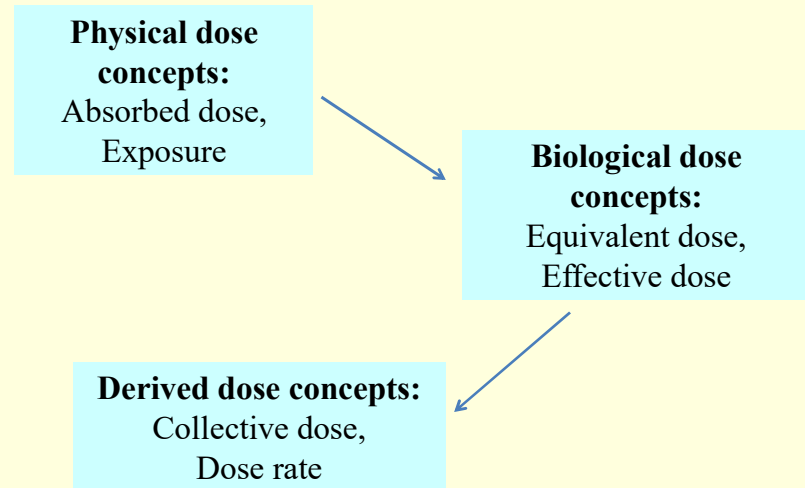 Physical dose
concepts:
Absorbed dose,
Exposure
Biological dose
concepts:
Equivalent dose,
Effective dose
Derived dose concepts:
Collective dose,
Dose rate